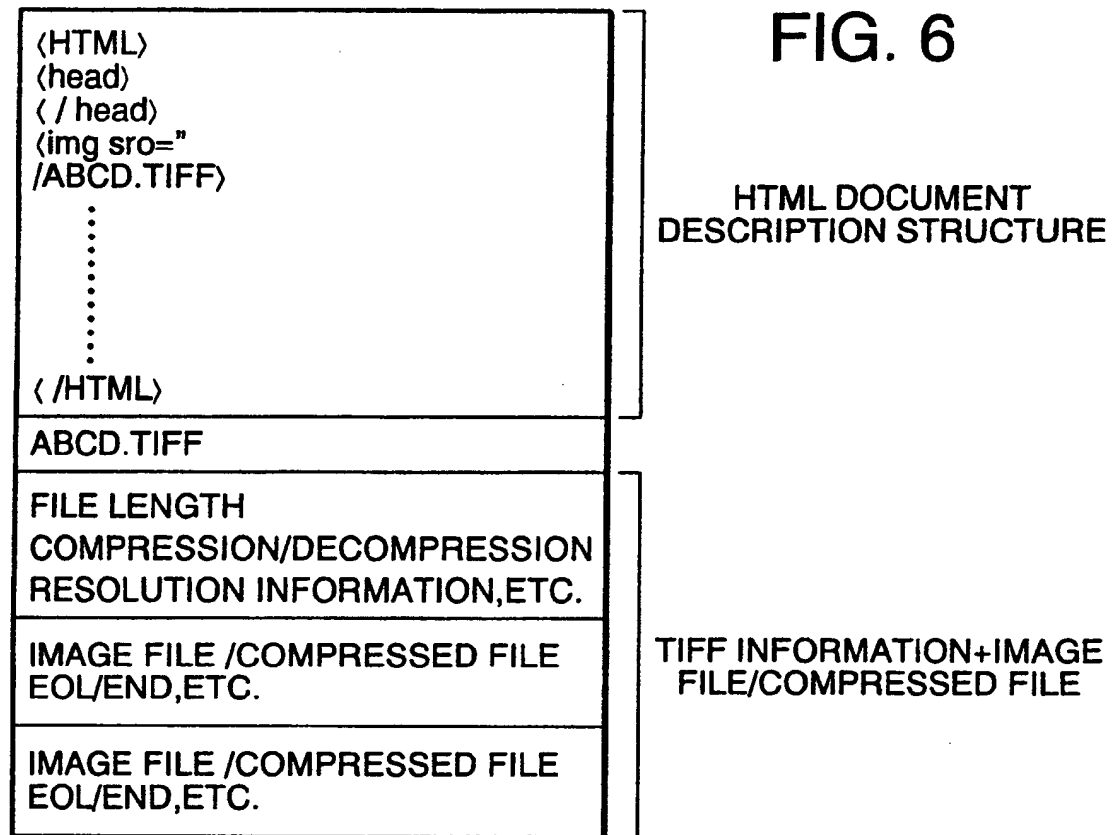 FIG. 6
〈HTML〉
〈head〉
〈 / head〉
〈img sro="
/ABCD.TIFF〉
〈 /HTML〉
HTML DOCUMENT
DESCRIPTION STRUCTURE
ABCD.TIFF
FILE LENGTH
COMPRESSION/DECOMPRESSION
RESOLUTION INFORMATION,ETC.
IMAGE FILE /COMPRESSED FILE
EOL/END,ETC.
IMAGE FILE /COMPRESSED FILE
EOL/END,ETC.
TIFF INFORMATION+IMAGE
FILE/COMPRESSED FILE